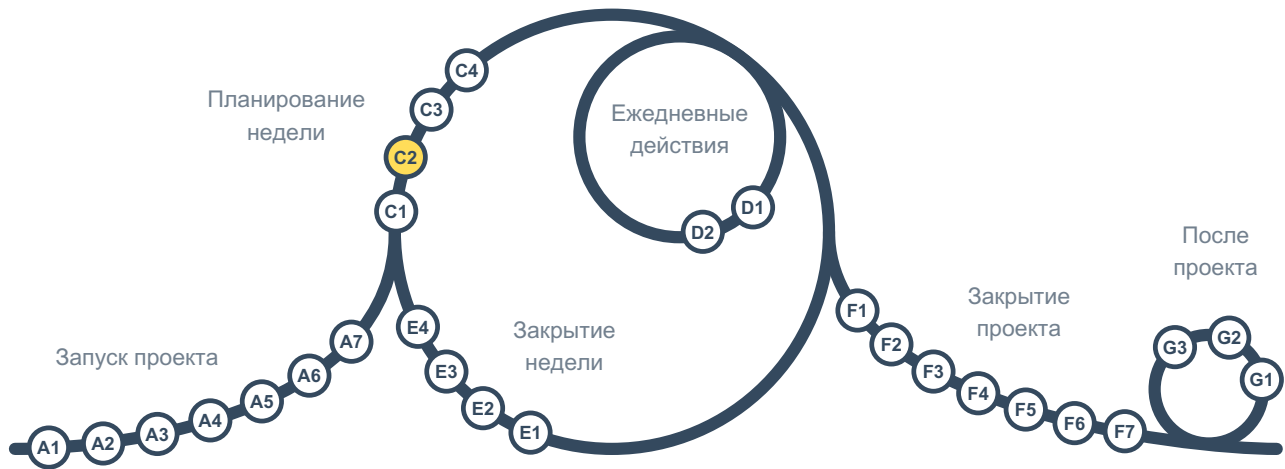 Планирование
недели
C4
C3
C2
C1
Ежедневные
действия
D1
D2
Запуск проекта
A1
A2
A3
A4
A5
A6
A7
Закрытие
недели
E4
E3
E2
E1
Закрытие
проекта
F1
F2
F3
F4
F5
F6
F7
После
проекта
G3
G2
G1